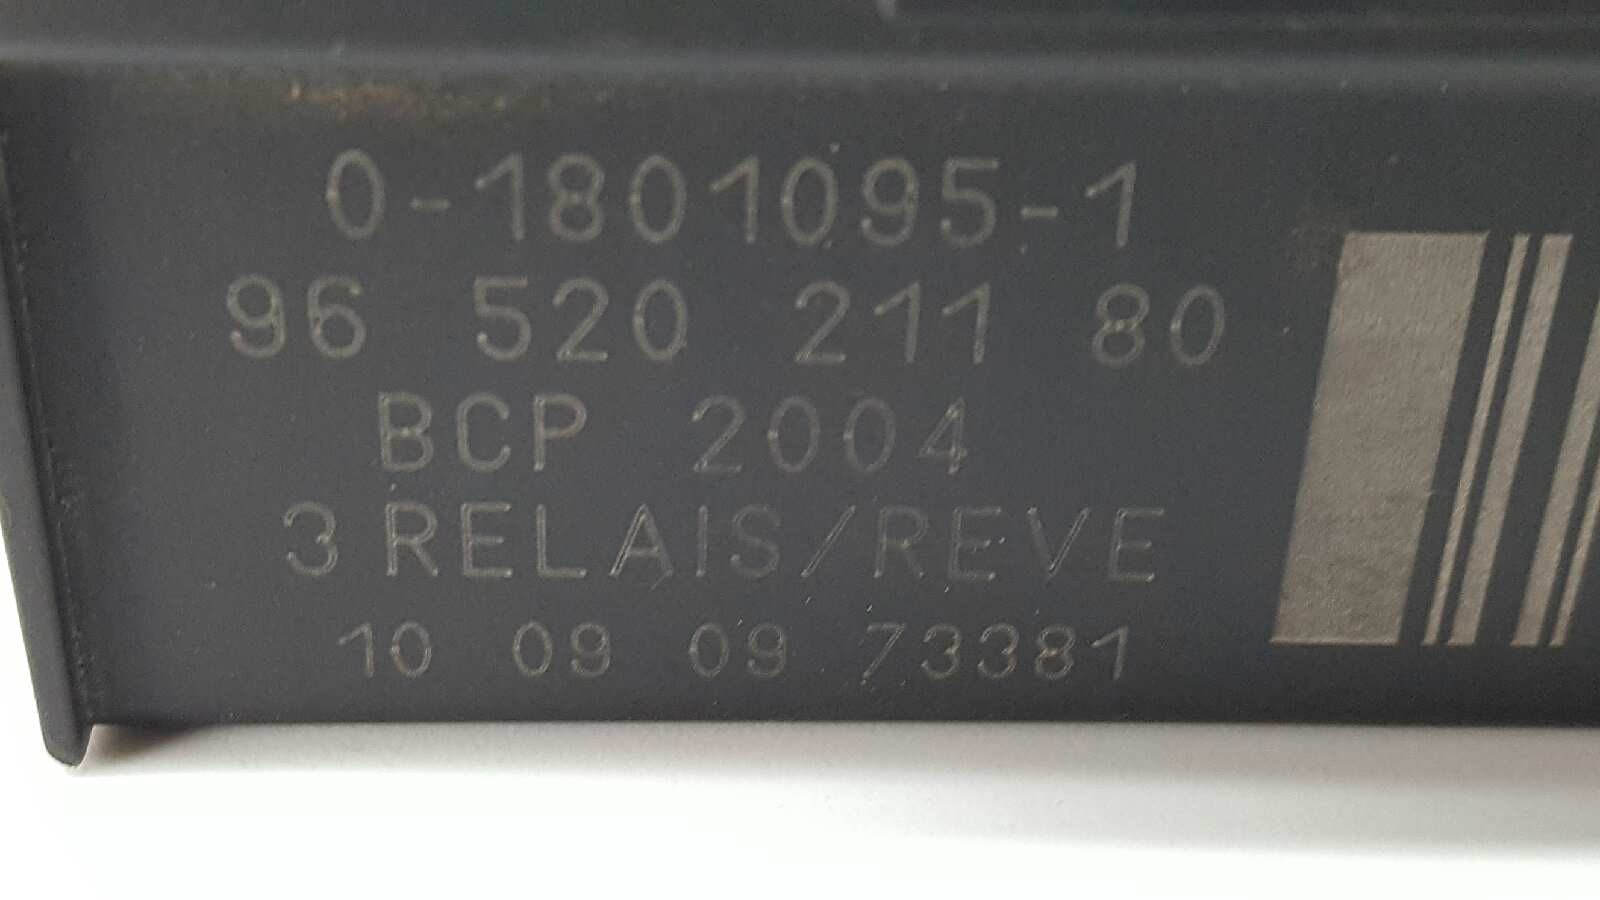 0-1801095-1
96 520 211 80
BCP 2004
3 RELAIS/REVE
10 09 09 73381